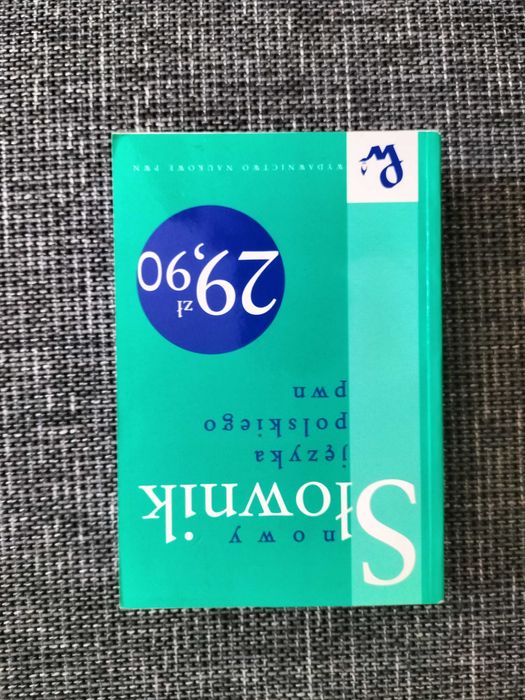 nowy
Słownik
języka
polskiego
pwn
29,90
zł
WYDAWNICTWO NAUKOWE PWN